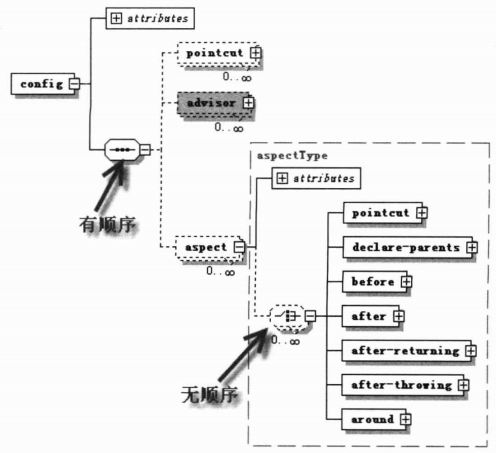 attributes
pointcut
0..∞
config
advisor
0..∞
aspectType
attributes
有顺序
pointcut
aspect
declare-parents
0..∞
before
after
0..∞
after-returning
无顺序
after-throwing
around